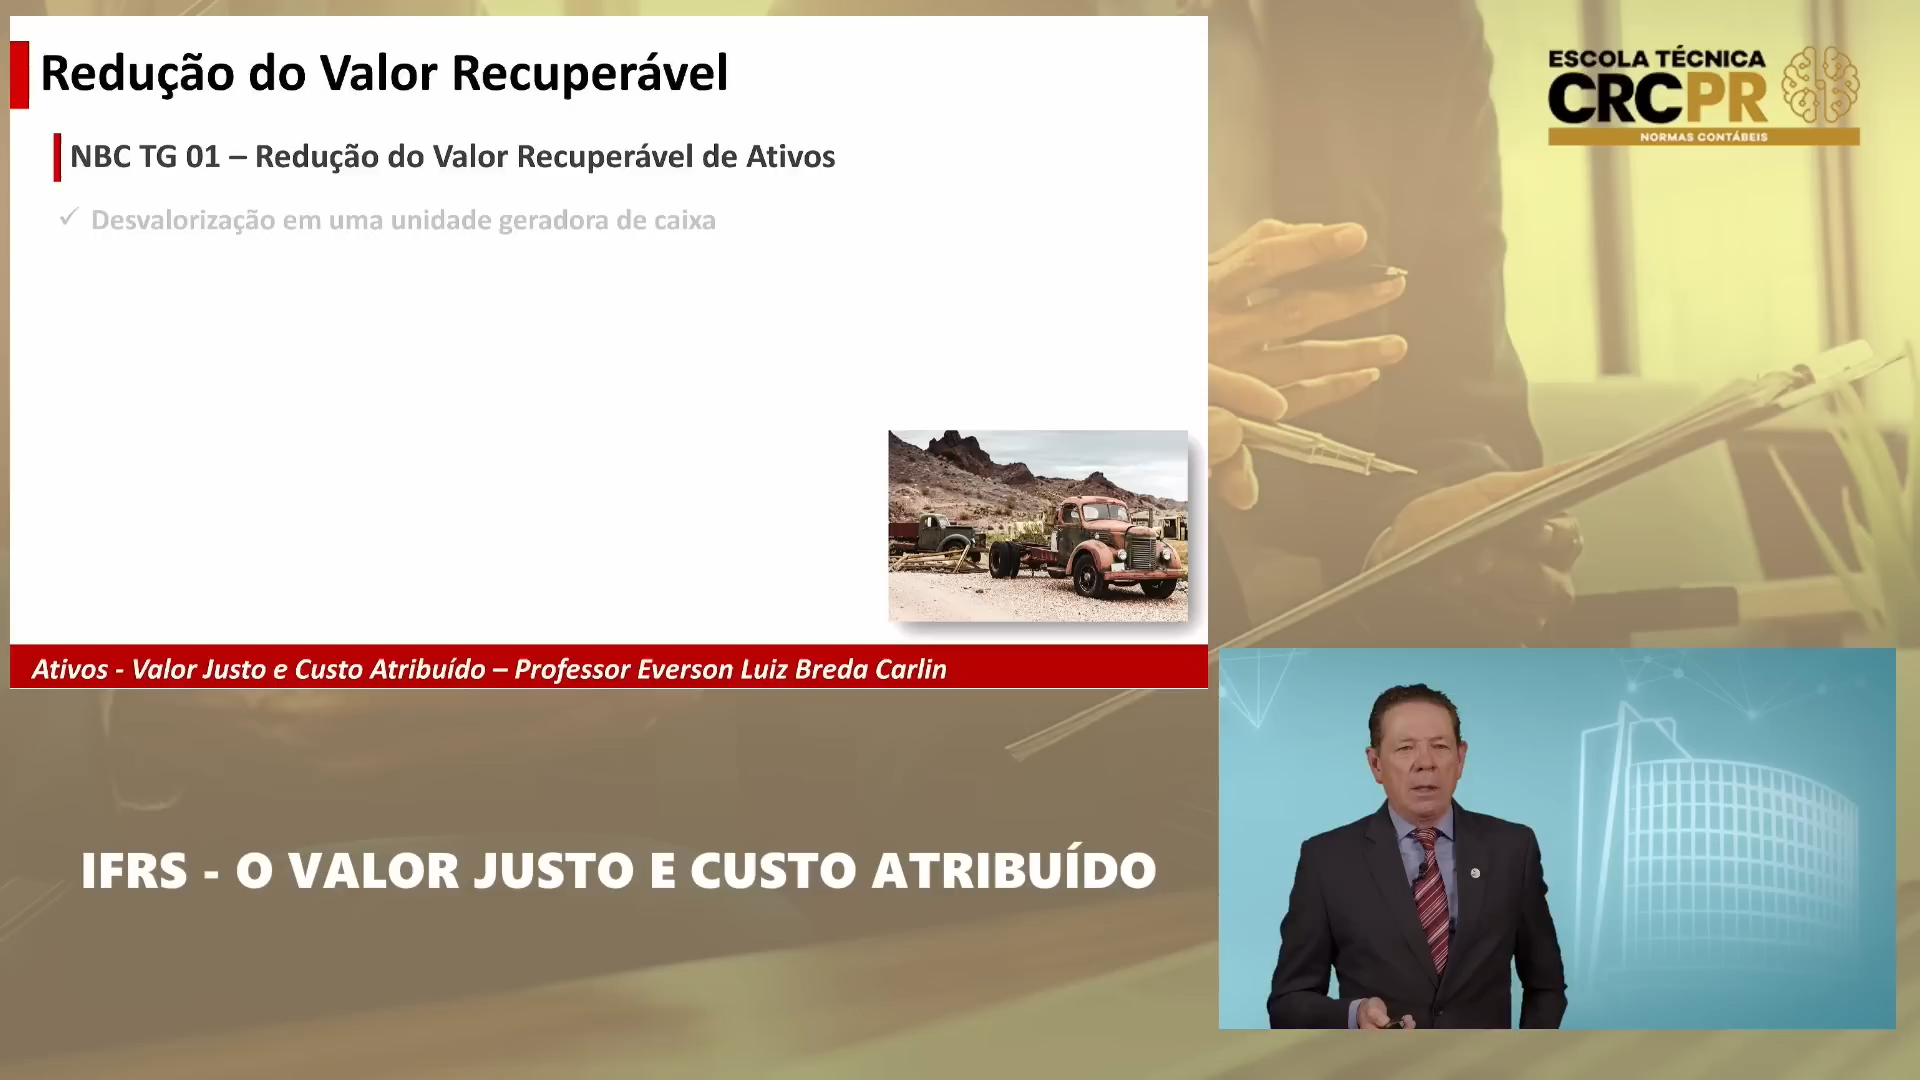 Redução do Valor Recuperável
NBC TG 01 – Redução do Valor Recuperável de Ativos
✓ Desvalorização em uma unidade geradora de caixa
Ativos - Valor Justo e Custo Atribuído – Professor Everson Luiz Breda Carlin
ESCOLA TÉCNICA
CRCPR
NORMAS CONTÁBEIS
IFRS - O VALOR JUSTO E CUSTO ATRIBUÍDO